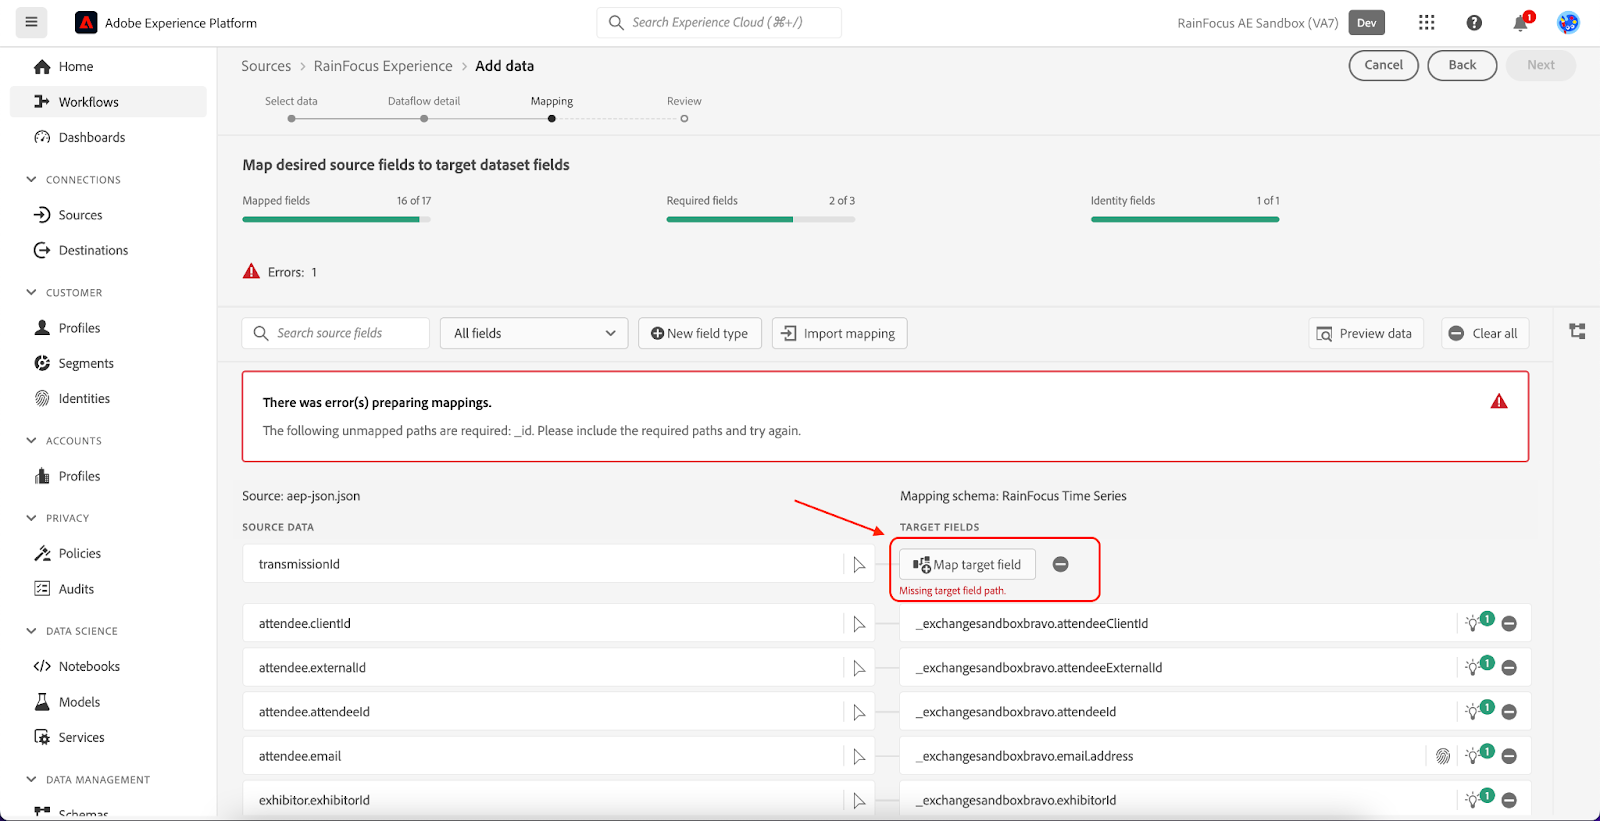 Adobe Experience Platform
Search Experience Cloud (⌘+/)
RainFocus AE Sandbox (VA7)
Dev
1
Home
Workflows
Dashboards
CONNECTIONS
Sources
Destinations
CUSTOMER
Profiles
Segments
Identities
ACCOUNTS
Profiles
PRIVACY
Policies
Audits
DATA SCIENCE
Notebooks
Models
Services
DATA MANAGEMENT
Schemas
Sources > RainFocus Experience > Add data
Cancel
Back
Next
Select data
Dataflow detail
Mapping
Review
Map desired source fields to target dataset fields
Mapped fields 16 of 17
Required fields 2 of 3
Identity fields 1 of 1
Errors: 1
Search source fields
All fields
New field type
Import mapping
Preview data
Clear all
There was error(s) preparing mappings.
The following unmapped paths are required: _id. Please include the required paths and try again.
Source: aep-json.json
Mapping schema: RainFocus Time Series
SOURCE DATA
TARGET FIELDS
transmissionId
Map target field
Missing target field path.
attendee.clientId
_exchangesandboxbravo.attendeeClientId
1
attendee.externalId
_exchangesandboxbravo.attendeeExternalId
1
attendee.attendeeId
_exchangesandboxbravo.attendeeId
1
attendee.email
_exchangesandboxbravo.email.address
1
exhibitor.exhibitorId
_exchangesandboxbravo.exhibitorId
1